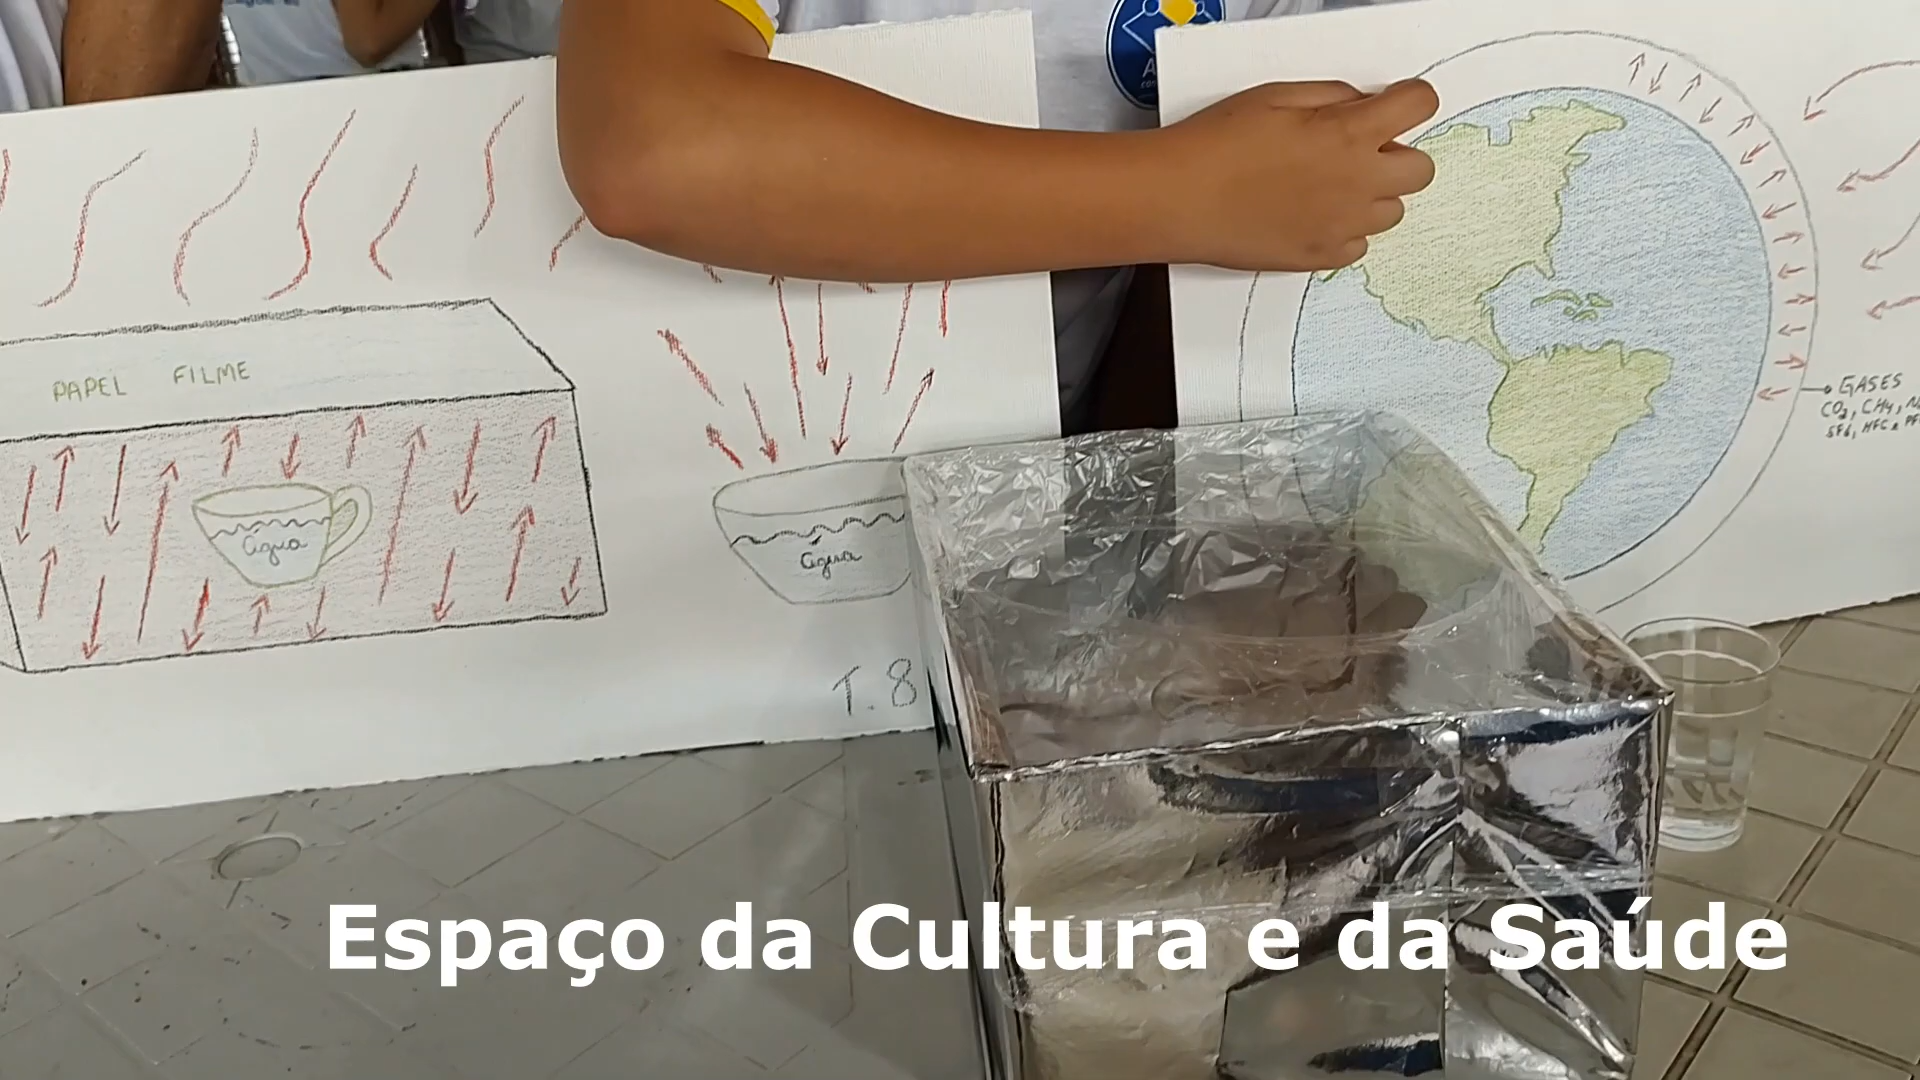 PAPEL FILME
água
água
T. 8
GASES
CO2, CH4, N
SF6, HFC e PF
Espaço da Cultura e da Saúde